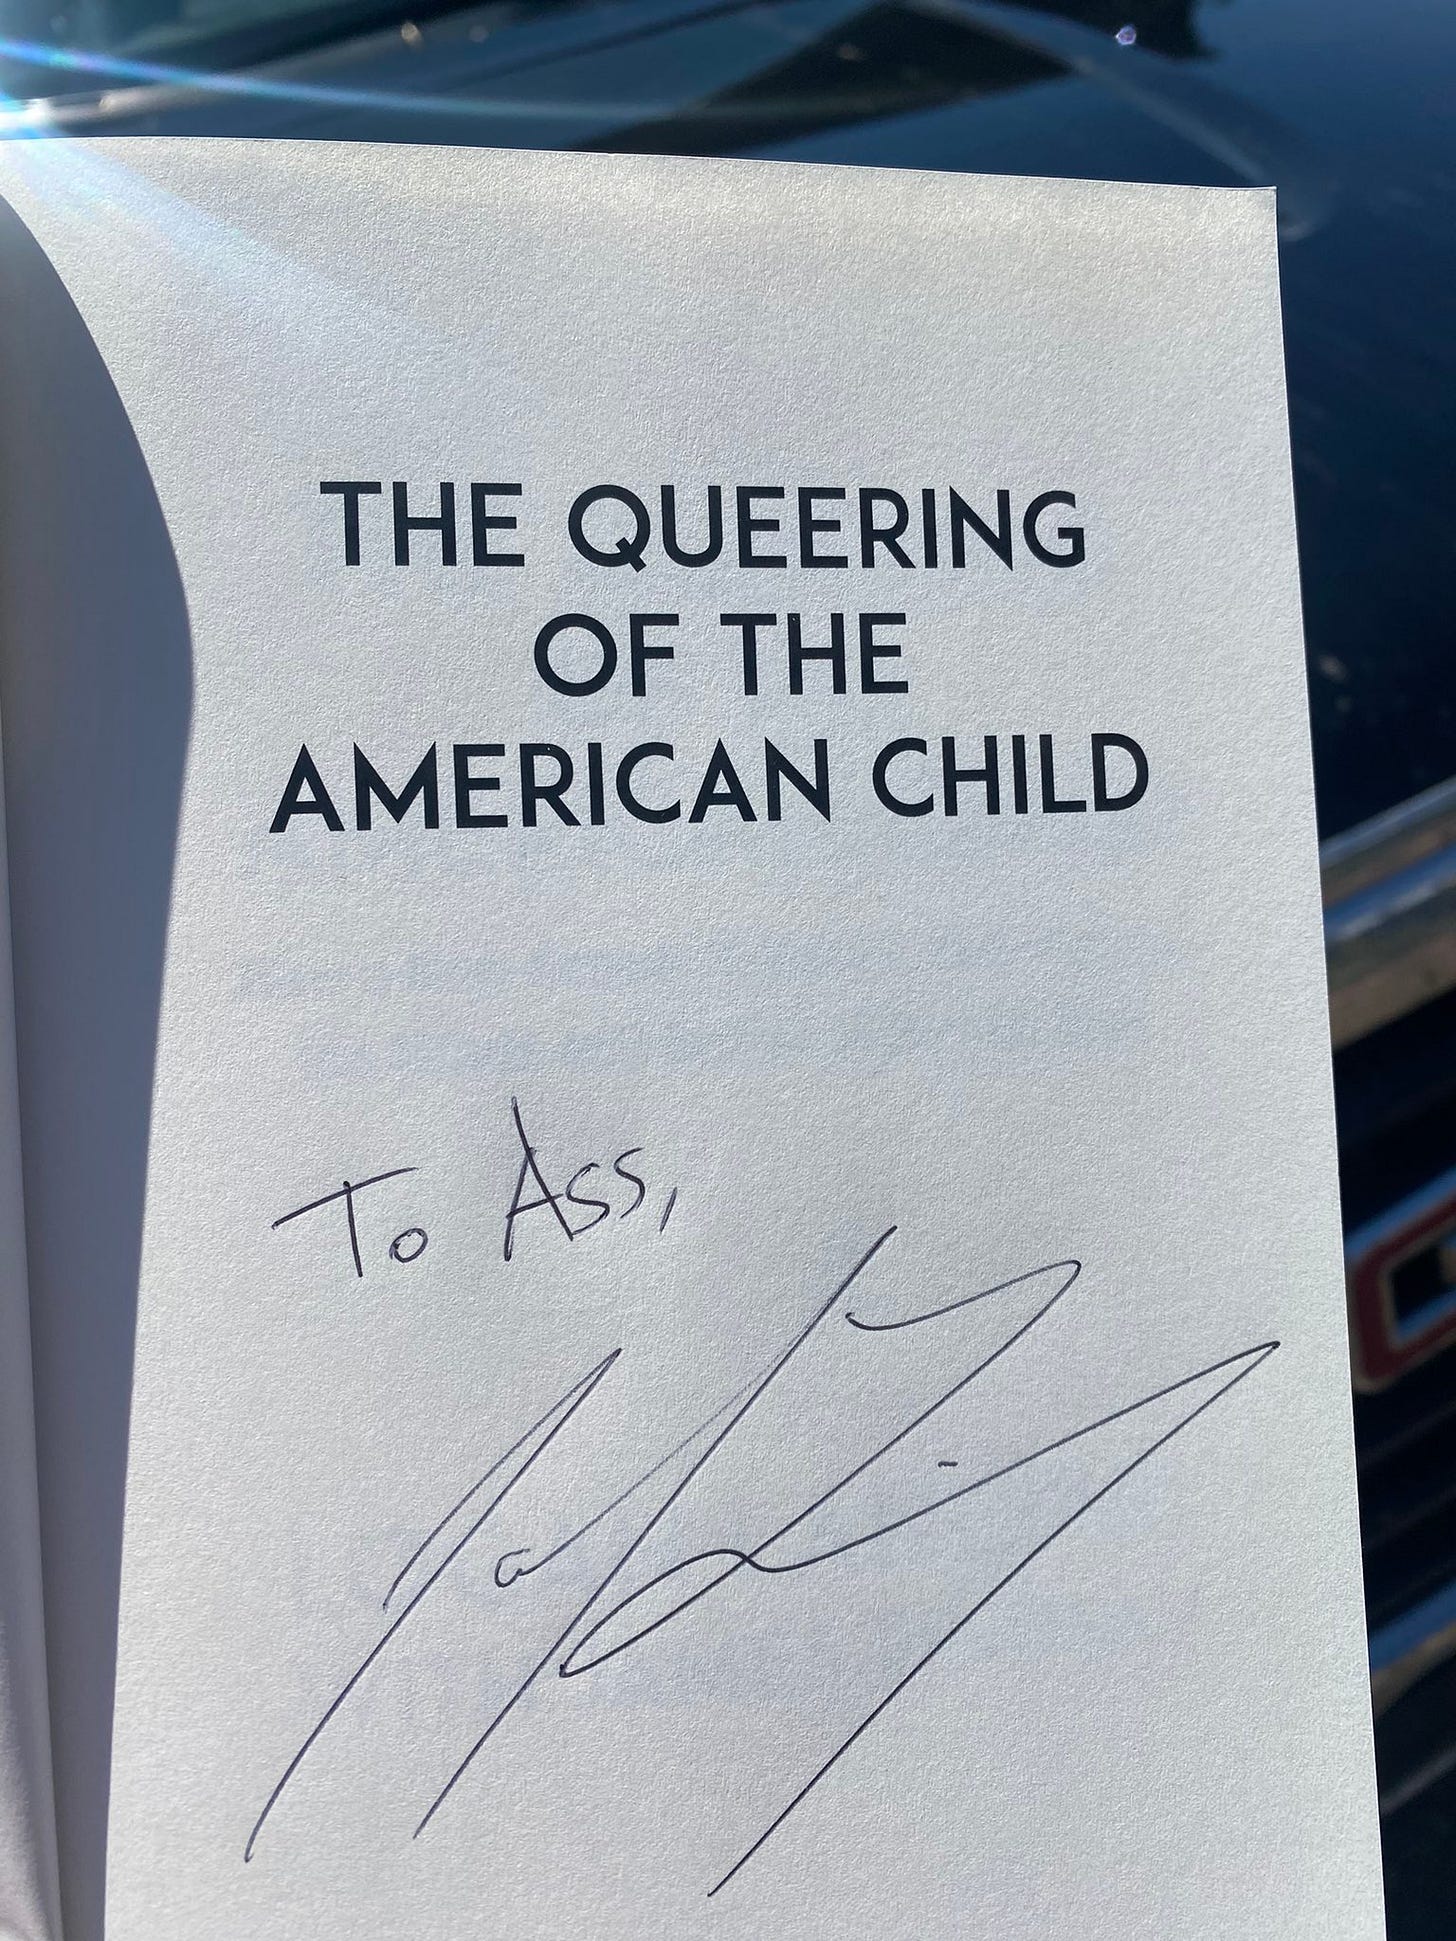 THE QUEERING
OF THE
AMERICAN CHILD
To Ass,